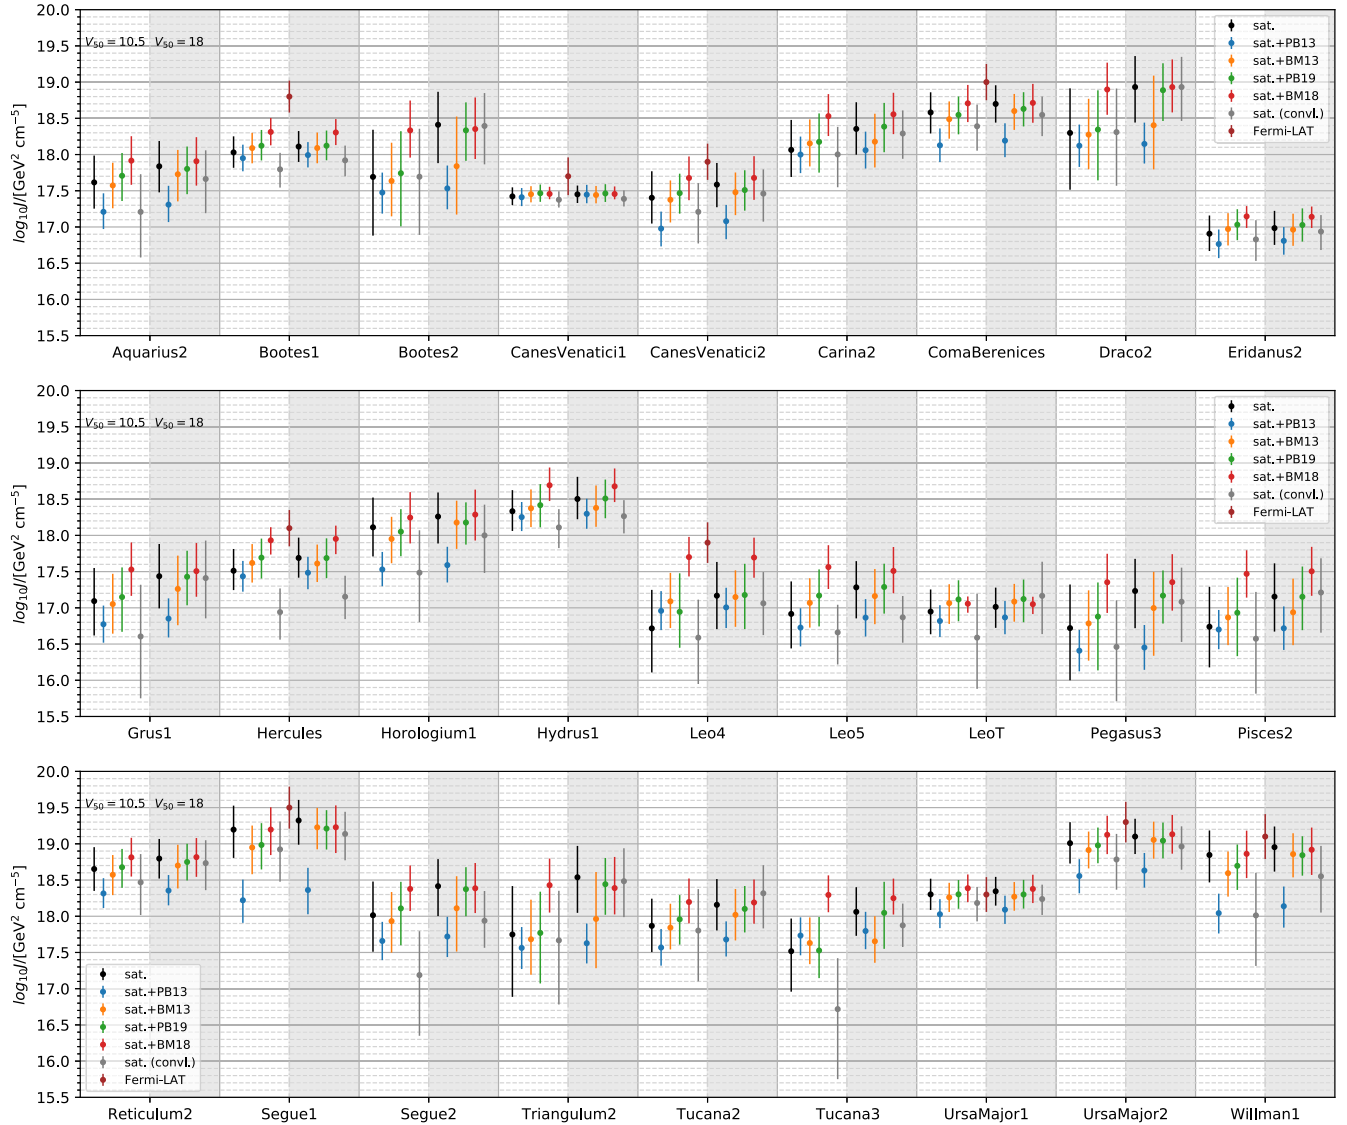 20.0
19.5
19.0
18.5
18.0
17.5
17.0
16.5
16.0
15.5
log₁₀J/[GeV² cm⁻⁵]
V₅₀ = 10.5 V₅₀ = 18
sat.
sat.+PB13
sat.+BM13
sat.+PB19
sat.+BM18
sat. (convl.)
Fermi-LAT
Aquarius2 Bootes1 Bootes2 CanesVenatici1 CanesVenatici2 Carina2 ComaBerenices Draco2 Eridanus2
20.0
19.5
19.0
18.5
18.0
17.5
17.0
16.5
16.0
15.5
log₁₀J/[GeV² cm⁻⁵]
V₅₀ = 10.5 V₅₀ = 18
sat.
sat.+PB13
sat.+BM13
sat.+PB19
sat.+BM18
sat. (convl.)
Fermi-LAT
Grus1 Hercules Horologium1 Hydrus1 Leo4 Leo5 LeoT Pegasus3 Pisces2
20.0
19.5
19.0
18.5
18.0
17.5
17.0
16.5
16.0
15.5
log₁₀J/[GeV² cm⁻⁵]
V₅₀ = 10.5 V₅₀ = 18
sat.
sat.+PB13
sat.+BM13
sat.+PB19
sat.+BM18
sat. (convl.)
Fermi-LAT
Reticulum2 Segue1 Segue2 Triangulum2 Tucana2 Tucana3 UrsaMajor1 UrsaMajor2 Willman1